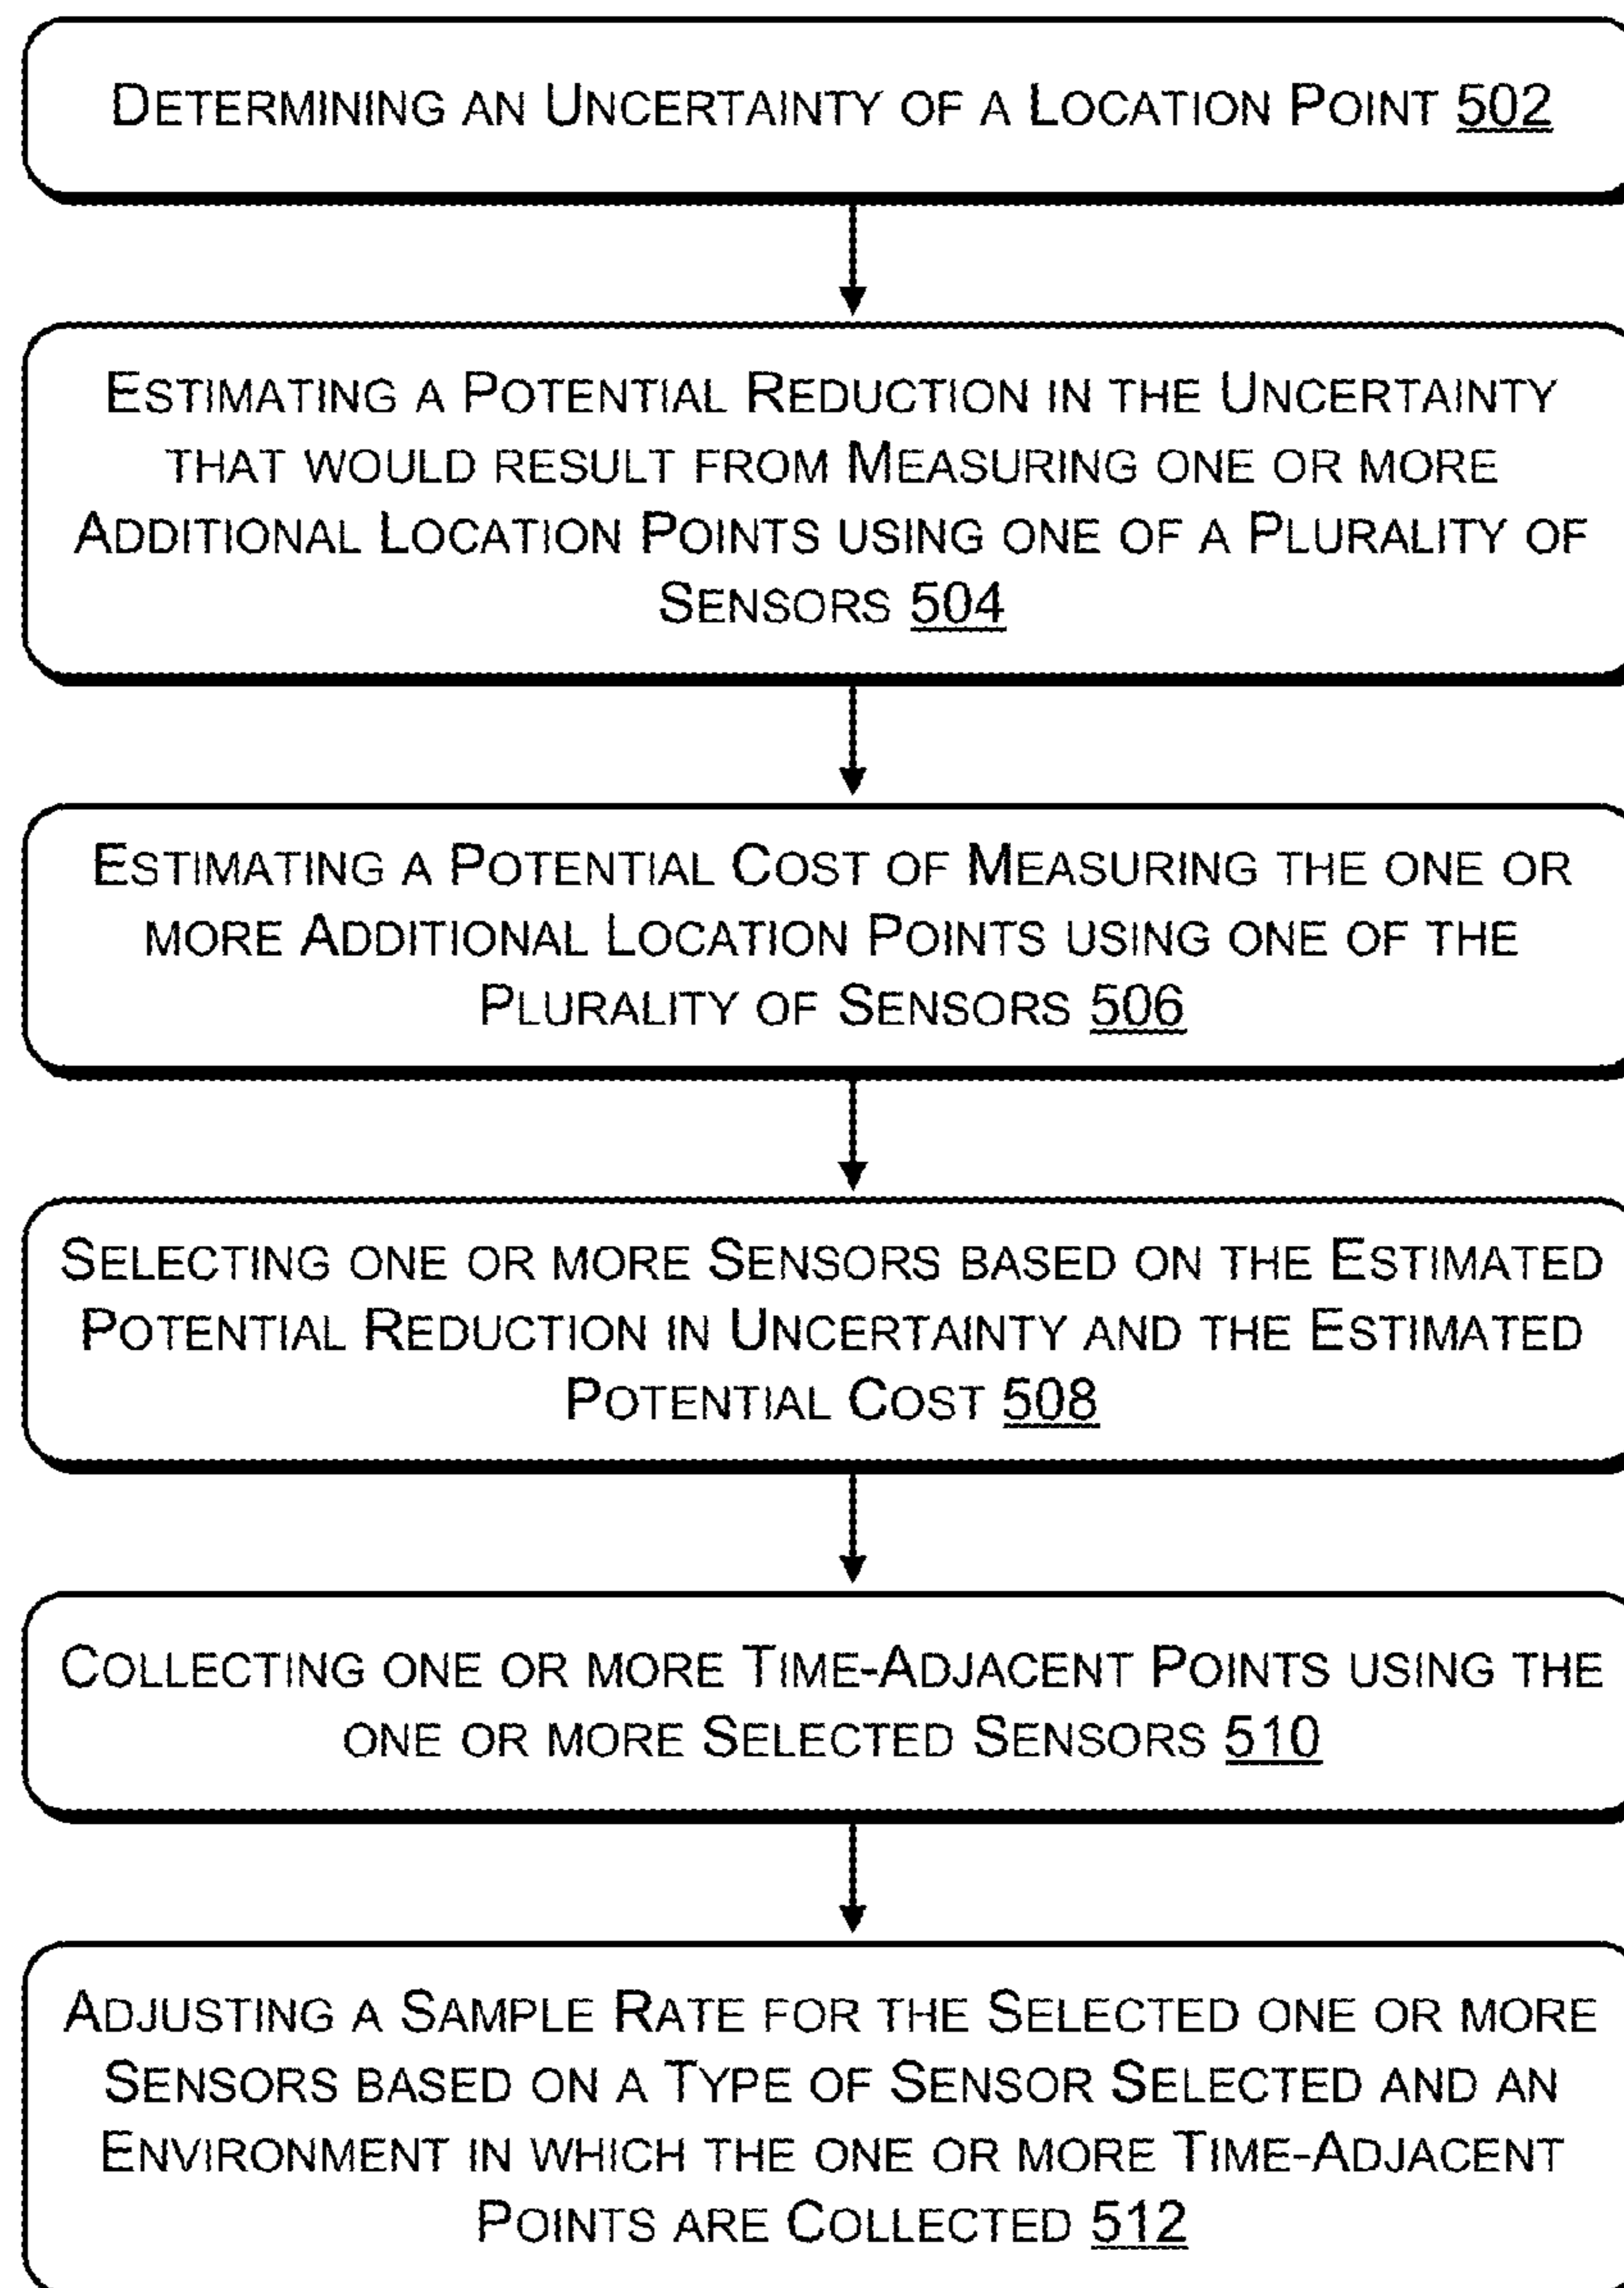 DETERMINING AN UNCERTAINTY OF A LOCATION POINT 502
ESTIMATING A POTENTIAL REDUCTION IN THE UNCERTAINTY
THAT WOULD RESULT FROM MEASURING ONE OR MORE
ADDITIONAL LOCATION POINTS USING ONE OF A PLURALITY OF
SENSORS 504
ESTIMATING A POTENTIAL COST OF MEASURING THE ONE OR
MORE ADDITIONAL LOCATION POINTS USING ONE OF THE
PLURALITY OF SENSORS 506
SELECTING ONE OR MORE SENSORS BASED ON THE ESTIMATED
POTENTIAL REDUCTION IN UNCERTAINTY AND THE ESTIMATED
POTENTIAL COST 508
COLLECTING ONE OR MORE TIME-ADJACENT POINTS USING THE
ONE OR MORE SELECTED SENSORS 510
ADJUSTING A SAMPLE RATE FOR THE SELECTED ONE OR MORE
SENSORS BASED ON A TYPE OF SENSOR SELECTED AND AN
ENVIRONMENT IN WHICH THE ONE OR MORE TIME-ADJACENT
POINTS ARE COLLECTED 512